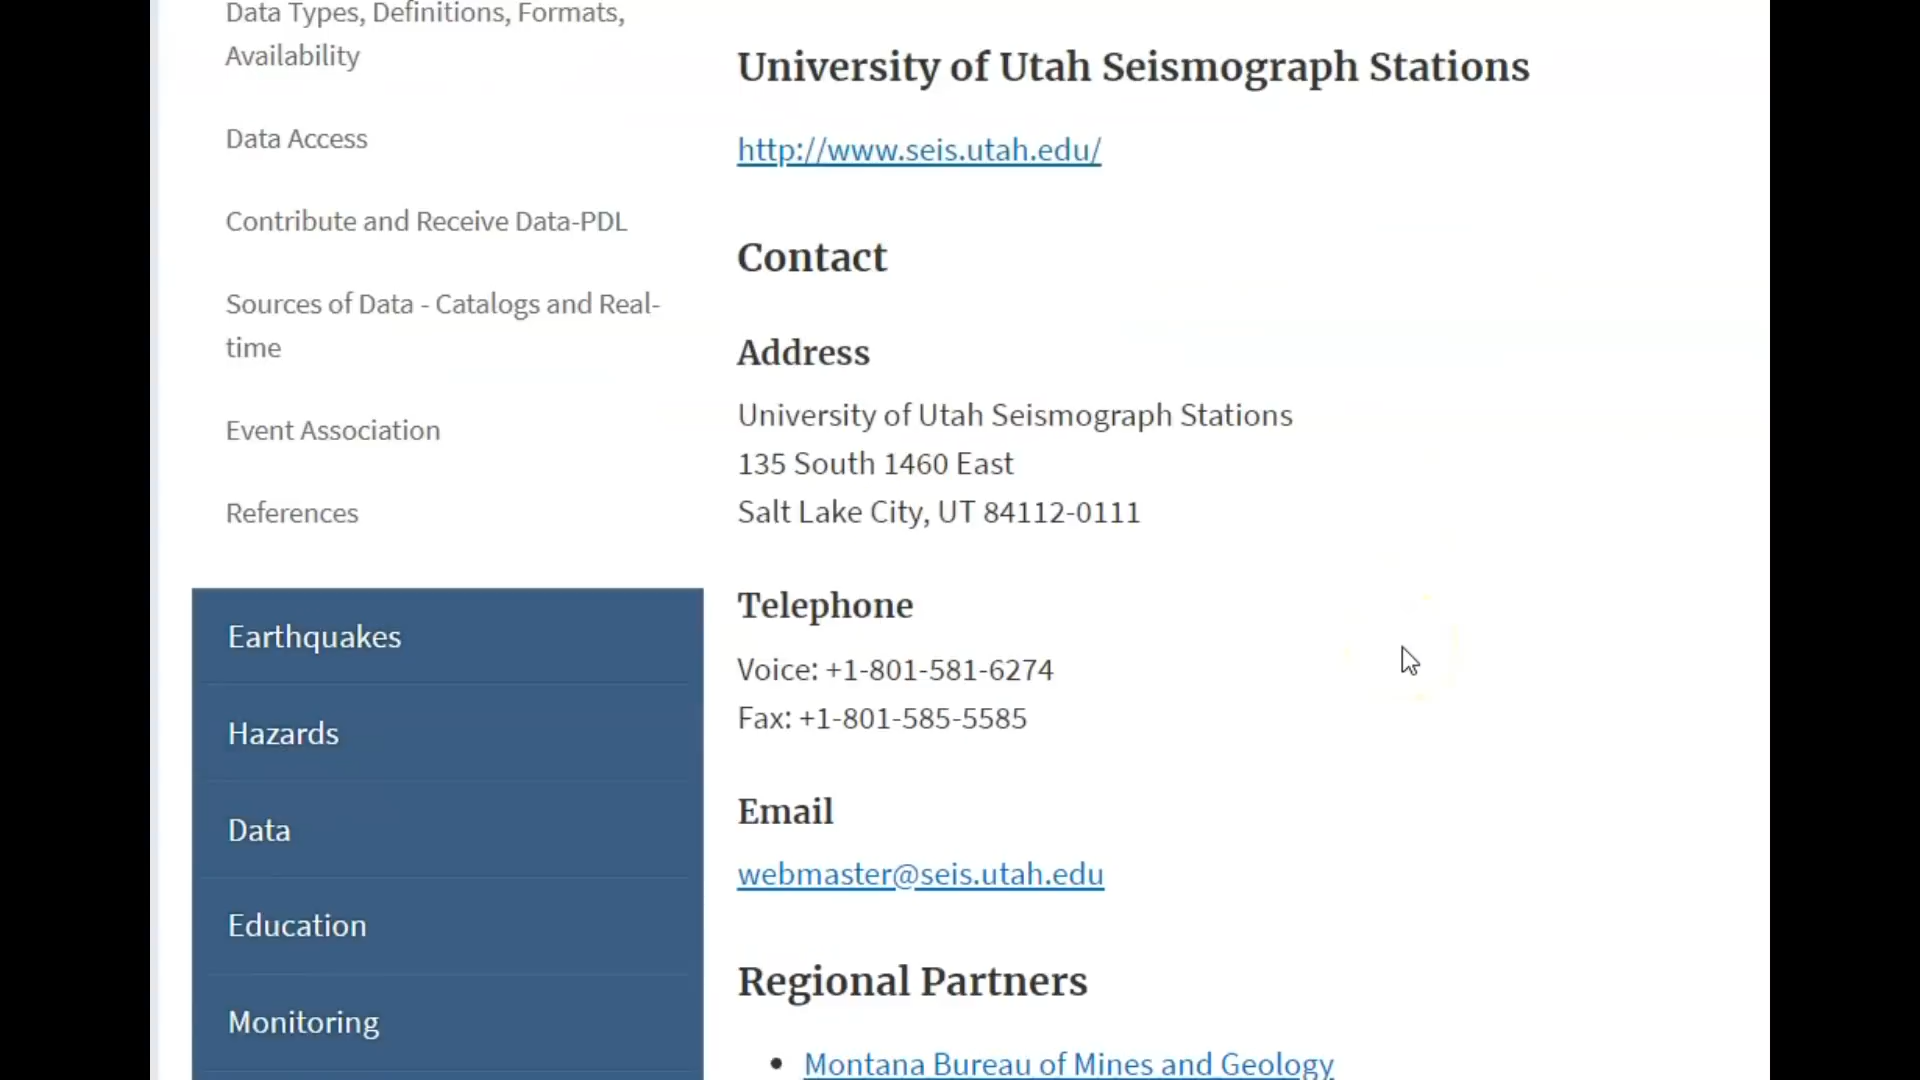 Data Types, Definitions, Formats,
Availability
Data Access
Contribute and Receive Data-PDL
Sources of Data - Catalogs and Real-
time
Event Association
References
Earthquakes
Hazards
Data
Education
Monitoring
University of Utah Seismograph Stations
http://www.seis.utah.edu/
Contact
Address
University of Utah Seismograph Stations
135 South 1460 East
Salt Lake City, UT 84112-0111
Telephone
Voice: +1-801-581-6274
Fax: +1-801-585-5585
Email
webmaster@seis.utah.edu
Regional Partners
• Montana Bureau of Mines and Geology